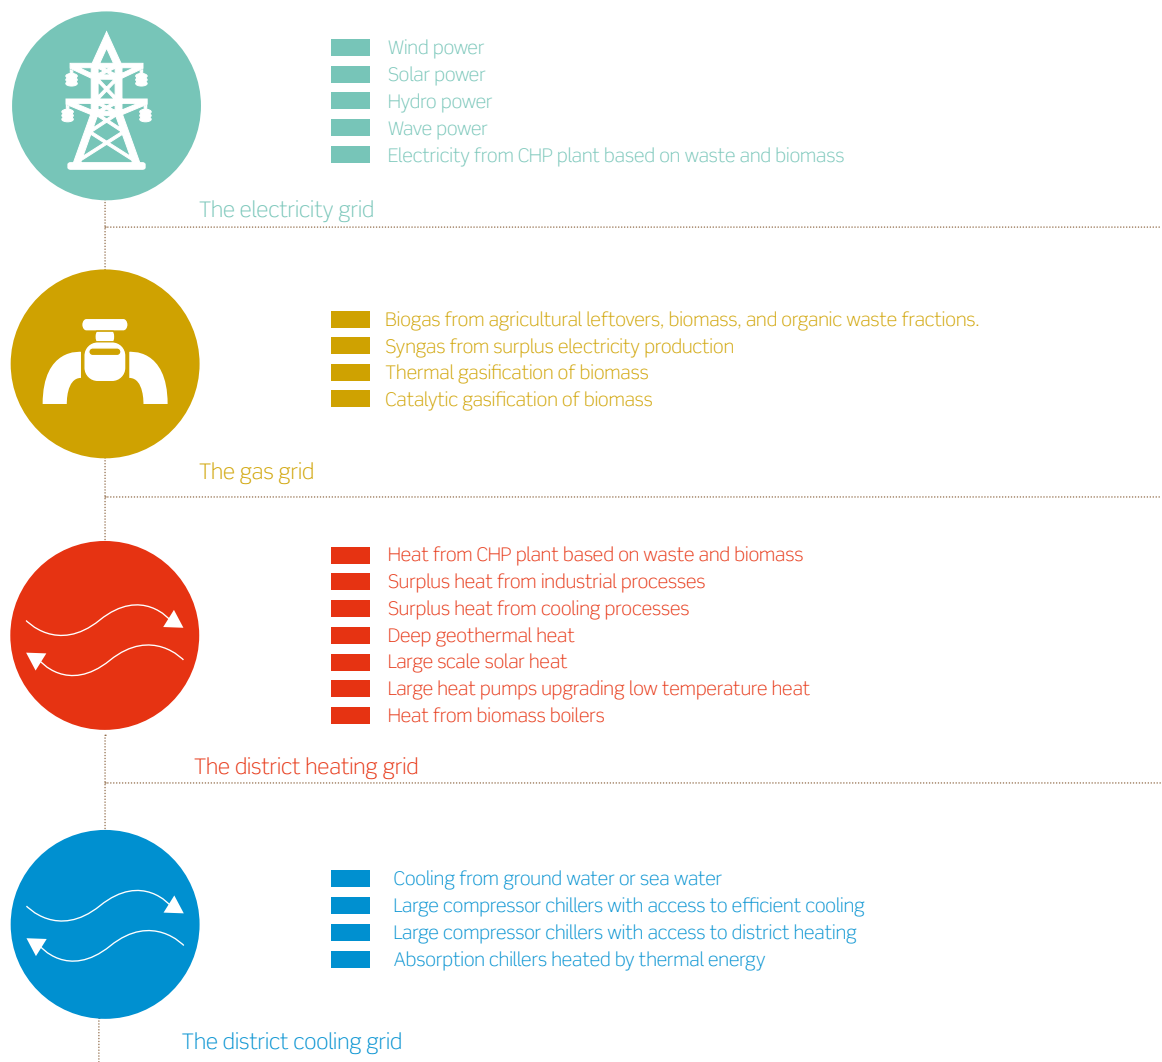 Wind power
Solar power
Hydro power
Wave power
Electricity from CHP plant based on waste and biomass
The electricity grid
Biogas from agricultural leftovers, biomass, and organic waste fractions.
Syngas from surplus electricity production
Thermal gasification of biomass
Catalytic gasification of biomass
The gas grid
Heat from CHP plant based on waste and biomass
Surplus heat from industrial processes
Surplus heat from cooling processes
Deep geothermal heat
Large scale solar heat
Large heat pumps upgrading low temperature heat
Heat from biomass boilers
The district heating grid
Cooling from ground water or sea water
Large compressor chillers with access to efficient cooling
Large compressor chillers with access to district heating
Absorption chillers heated by thermal energy
The district cooling grid